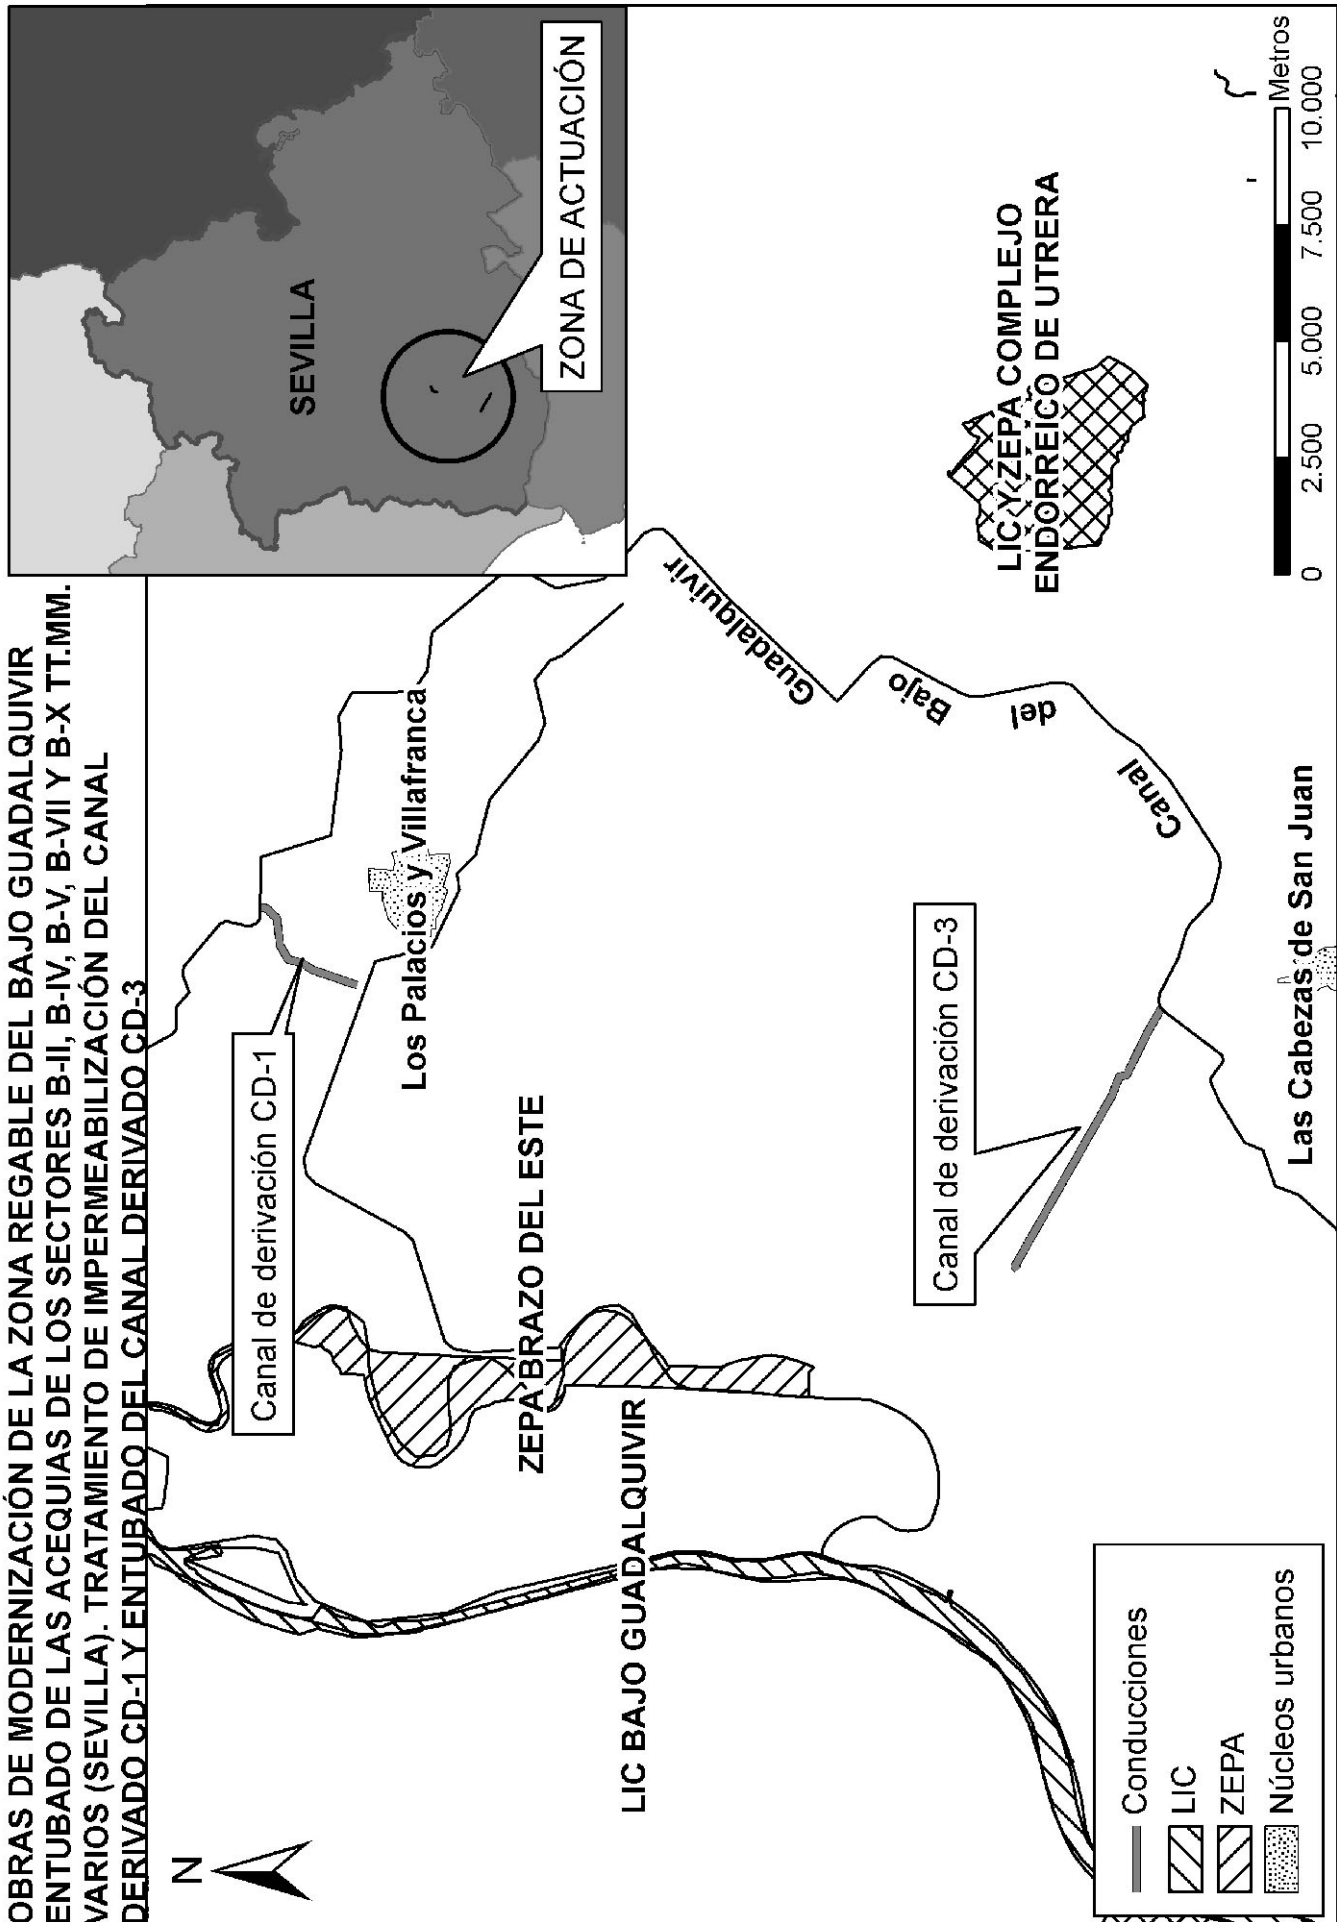 OBRAS DE MODERNIZACIÓN DE LA ZONA REGABLE DEL BAJO GUADALQUIVIR
ENTUBADO DE LAS ACEQUIAS DE LOS SECTORES B-II, B-IV, B-V, B-VII Y B-X TT.MM.
VARIOS (SEVILLA). TRATAMIENTO DE IMPERMEABILIZACIÓN DEL CANAL
DERIVADO CD-1 Y ENTUBADO DEL CANAL DERIVADO CD-3
N
SEVILLA
ZONA DE ACTUACIÓN
Canal de derivación CD-1
Los Palacios y Villafranca
ZEPA BRAZO DEL ESTE
LIC BAJO GUADALQUIVIR
Canal de derivación CD-3
Canal
del
Bajo
Guadalquivir
LIC Y ZEPA COMPLEJO
ENDORREICO DE UTRERA
Las Cabezas de San Juan
Conducciones
LIC
ZEPA
Núcleos urbanos
0 2.500 5.000 7.500 10.000
Metros